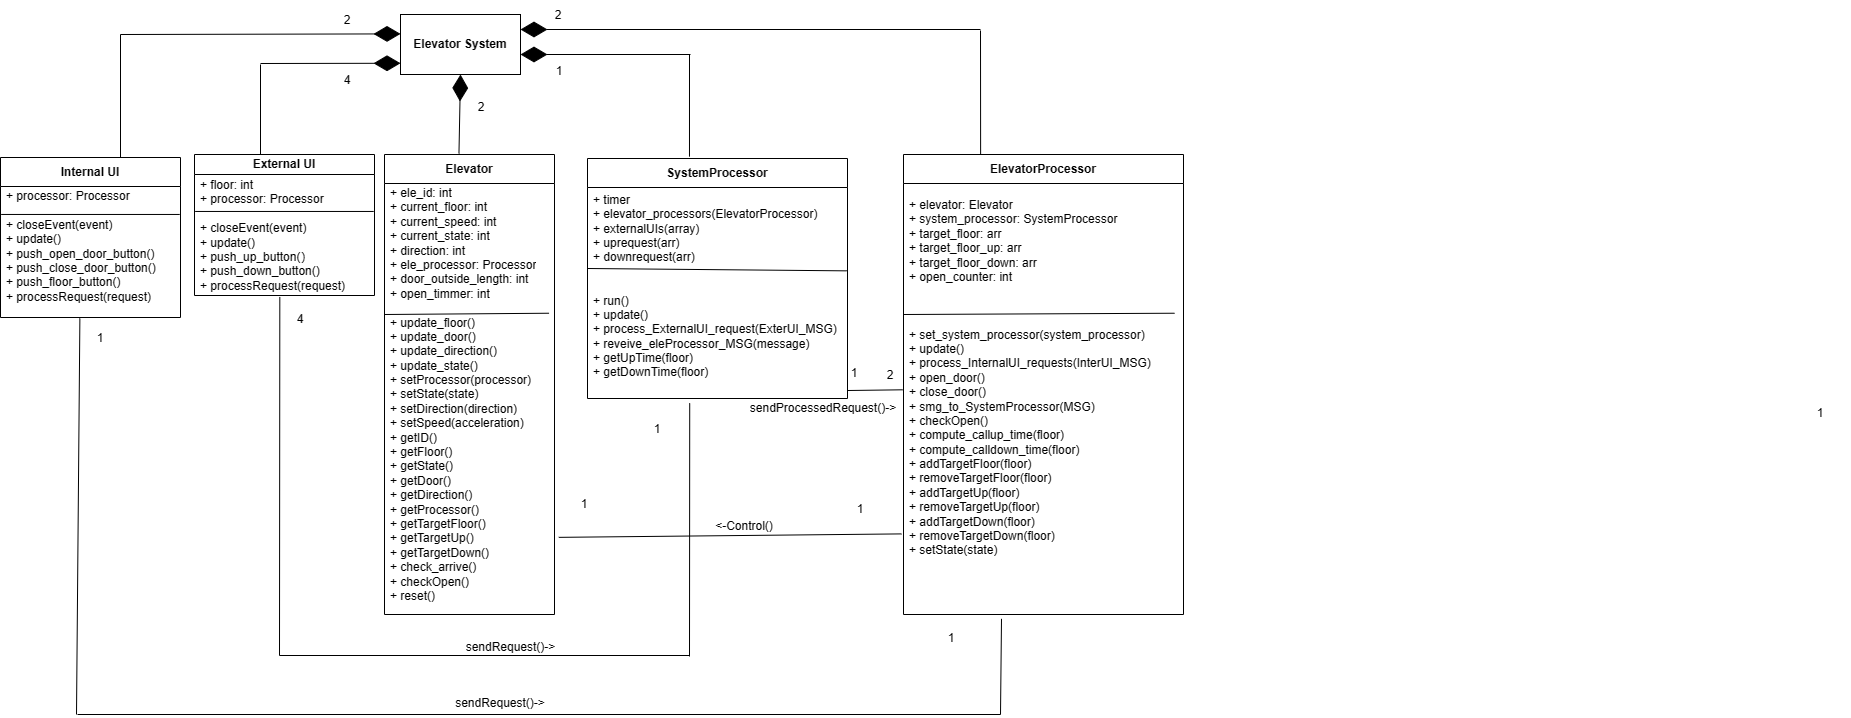 2
2
Elevator System
4
1
2
Internal UI
+ processor: Processor
+ closeEvent(event)
+ update()
+ push_open_door_button()
+ push_close_door_button()
+ push_floor_button()
+ processRequest(request)
1
External UI
+ floor: int
+ processor: Processor
+ closeEvent(event)
+ update()
+ push_up_button()
+ push_down_button()
+ processRequest(request)
4
Elevator
+ ele_id: int
+ current_floor: int
+ current_speed: int
+ current_state: int
+ direction: int
+ ele_processor: Processor
+ door_outside_length: int
+ open_timmer: int
+ update_floor()
+ update_door()
+ update_direction()
+ update_state()
+ setProcessor(processor)
+ setState(state)
+ setDirection(direction)
+ setSpeed(acceleration)
+ getID()
+ getFloor()
+ getState()
+ getDoor()
+ getDirection()
+ getProcessor()
+ getTargetFloor()
+ getTargetUp()
+ getTargetDown()
+ check_arrive()
+ checkOpen()
+ reset()
SystemProcessor
+ timer
+ elevator_processors(ElevatorProcessor)
+ externalUIs(array)
+ uprequest(arr)
+ downrequest(arr)
+ run()
+ update()
+ process_ExternalUI_request(ExterUI_MSG)
+ reveive_eleProcessor_MSG(message)
+ getUpTime(floor)
+ getDownTime(floor)
1
2
sendProcessedRequest()->
1
1
1
<-Control()
ElevatorProcessor
+ elevator: Elevator
+ system_processor: SystemProcessor
+ target_floor: arr
+ target_floor_up: arr
+ target_floor_down: arr
+ open_counter: int
+ set_system_processor(system_processor)
+ update()
+ process_InternalUI_requests(InterUI_MSG)
+ open_door()
+ close_door()
+ smg_to_SystemProcessor(MSG)
+ checkOpen()
+ compute_callup_time(floor)
+ compute_calldown_time(floor)
+ addTargetFloor(floor)
+ removeTargetFloor(floor)
+ addTargetUp(floor)
+ removeTargetUp(floor)
+ addTargetDown(floor)
+ removeTargetDown(floor)
+ setState(state)
1
1
sendRequest()->
sendRequest()->